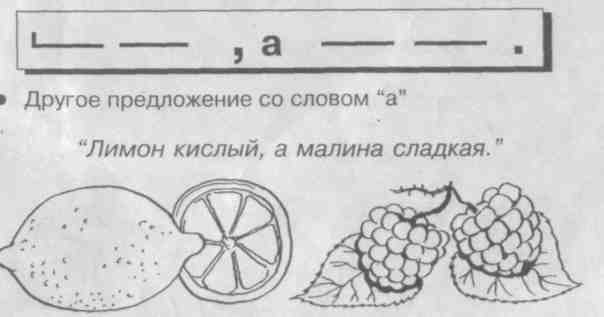 , а .
• Другое предложение со словом "а"
"Лимон кислый, а малина сладкая."